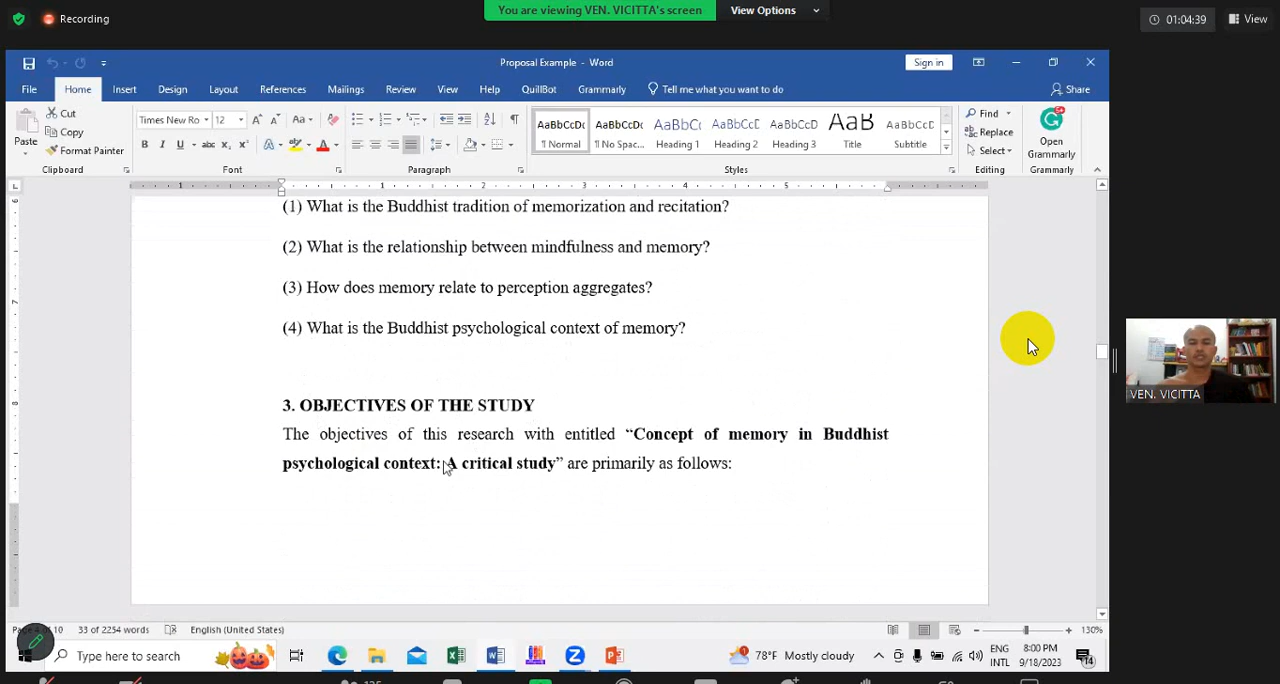 Recording
You are viewing VEN. VICITTA's screen
View Options
01:04:39
View
Proposal Example - Word
Sign in
File Home Insert Design Layout References Mailings Review View Help QuillBot Grammarly Tell me what you want to do
Share
Paste
Cut
Copy
Format Painter
Times New Ro 12
AaBbCcDc AaBbCcDc AaBbC AaBbCcD AaBbCcD AaB AaBbCcD
¶ Normal ¶ No Spac... Heading 1 Heading 2 Heading 3 Title Subtitle
Find
Replace
Select
Open
Grammarly
Clipboard Font Paragraph Styles Editing Grammarly
(1) What is the Buddhist tradition of memorization and recitation?
(2) What is the relationship between mindfulness and memory?
(3) How does memory relate to perception aggregates?
(4) What is the Buddhist psychological context of memory?
3. OBJECTIVES OF THE STUDY
The objectives of this research with entitled “Concept of memory in Buddhist
psychological context: A critical study” are primarily as follows:
VEN. VICITTA
33 of 2254 words English (United States)
130%
Type here to search
78°F Mostly cloudy
ENG
INTL
8:00 PM
9/18/2023
14